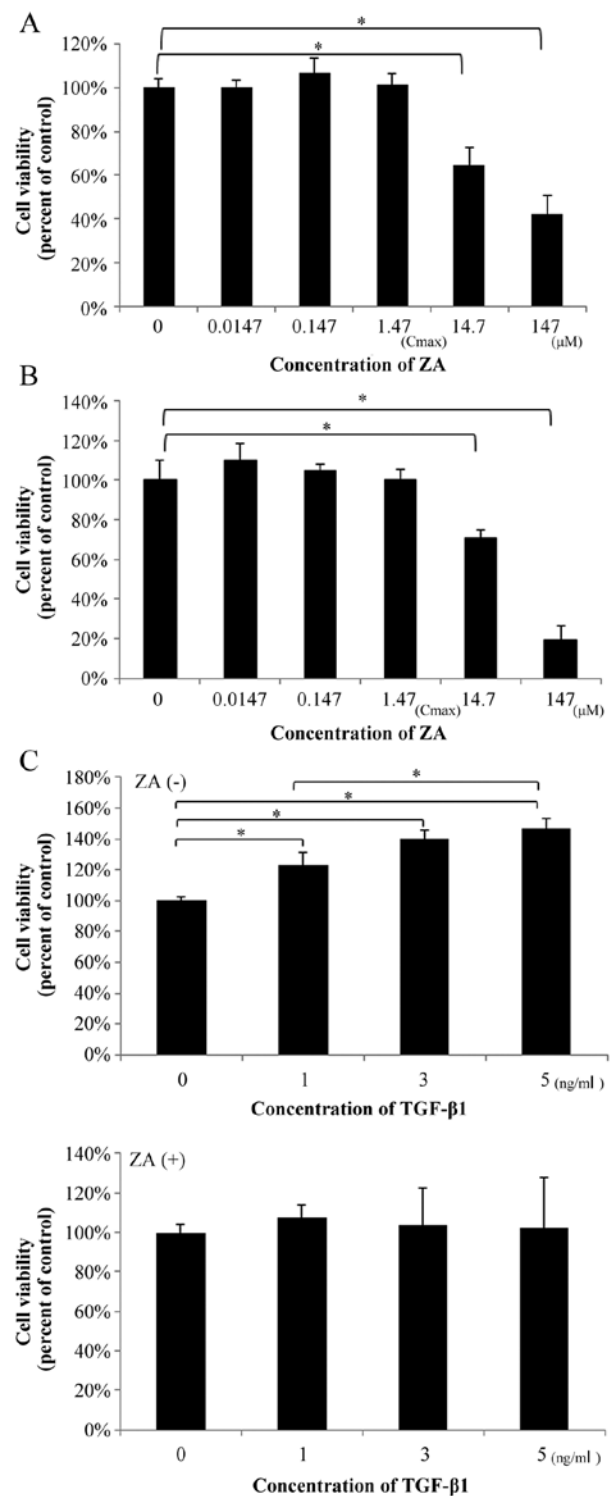 A
120%
100%
80%
60%
40%
20%
0%
Cell viability
(percent of control)
*
*
0 0.0147 0.147 1.47 14.7 147
(Cmax) (μM)
Concentration of ZA
B
140%
120%
100%
80%
60%
40%
20%
0%
Cell viability
(percent of control)
*
*
0 0.0147 0.147 1.47 14.7 147
(Cmax) (μM)
Concentration of ZA
C
ZA (-)
180%
160%
140%
120%
100%
80%
60%
40%
20%
0%
Cell viability
(percent of control)
*
*
*
*
0 1 3 5 (ng/ml)
Concentration of TGF-β1
ZA (+)
140%
120%
100%
80%
60%
40%
20%
0%
Cell viability
(percent of control)
0 1 3 5 (ng/ml)
Concentration of TGF-β1